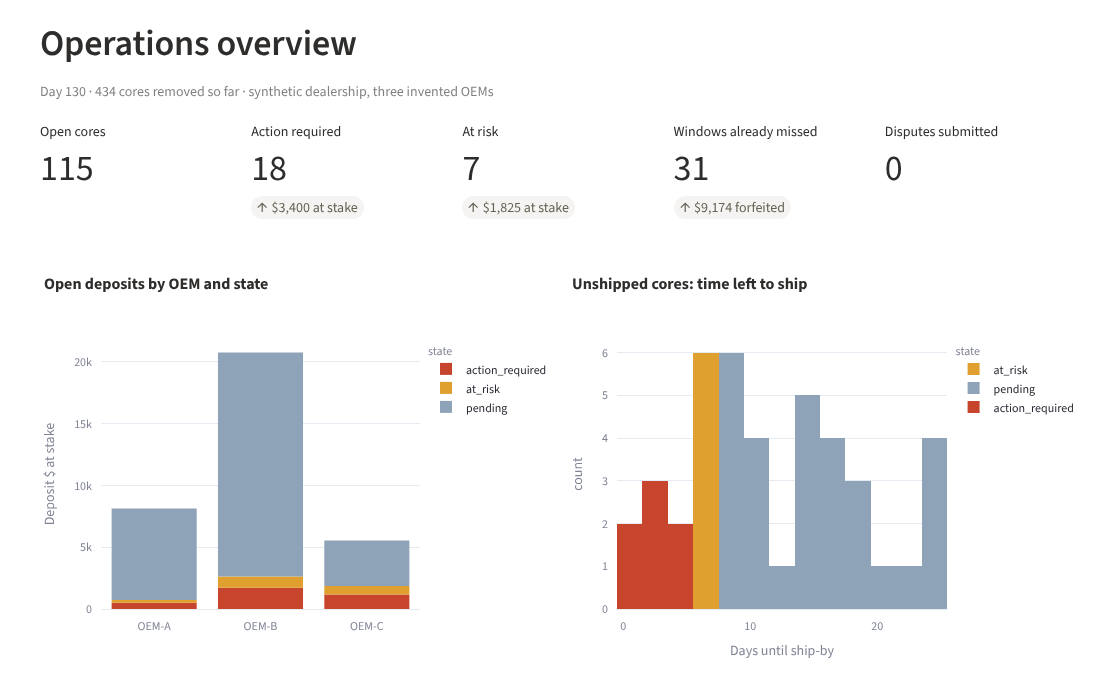 Operations overview
Day 130 · 434 cores removed so far · synthetic dealership, three invented OEMs
Open cores
115
Action required
18
↑ $3,400 at stake
At risk
7
↑ $1,825 at stake
Windows already missed
31
↑ $9,174 forfeited
Disputes submitted
0
Open deposits by OEM and state
Deposit $ at stake
20k
15k
10k
5k
0
OEM-A
OEM-B
OEM-C
state
action_required
at_risk
pending
Unshipped cores: time left to ship
count
6
5
4
3
2
1
0
0
10
20
Days until ship-by
state
at_risk
pending
action_required